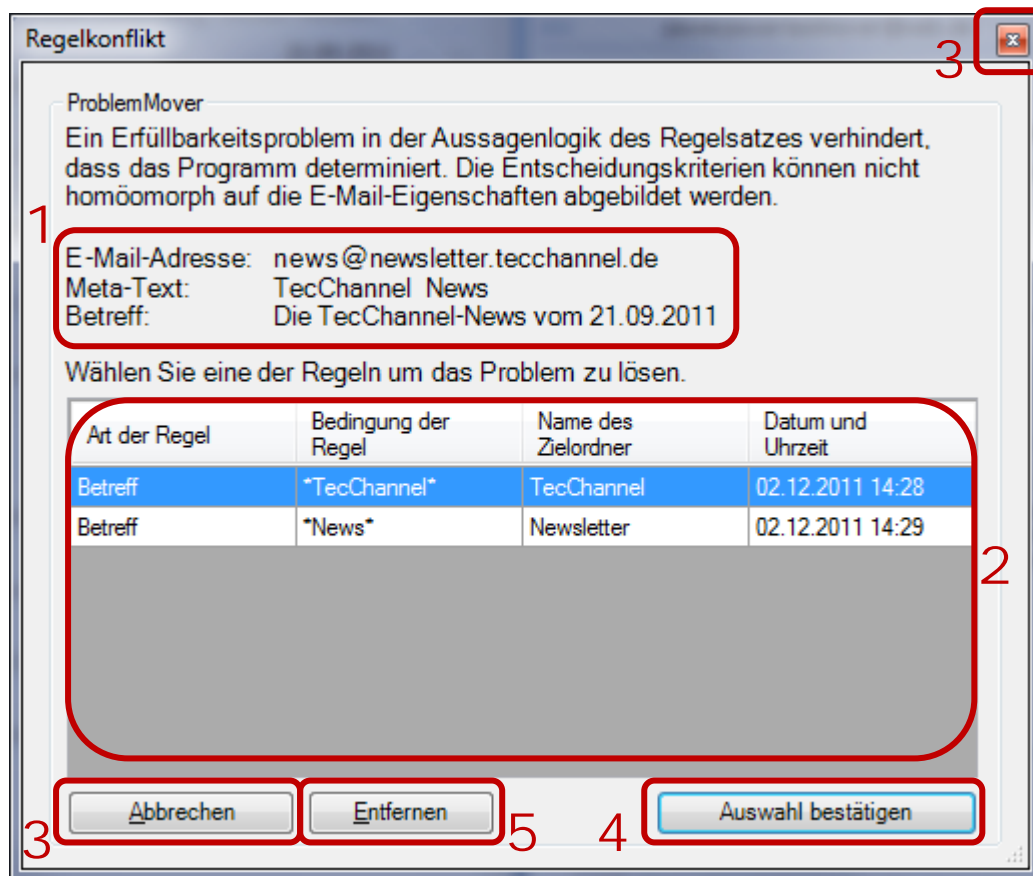 Regelkonflikt
3
ProblemMover
Ein Erfüllbarkeitsproblem in der Aussagenlogik des Regelsatzes verhindert,
dass das Programm determiniert. Die Entscheidungskriterien können nicht
homöomorph auf die E-Mail-Eigenschaften abgebildet werden.
1
E-Mail-Adresse: news@newsletter.tecchannel.de
Meta-Text: TecChannel News
Betreff: Die TecChannel-News vom 21.09.2011
Wählen Sie eine der Regeln um das Problem zu lösen.
Art der Regel Bedingung der Regel Name des Zielordner Datum und Uhrzeit
Betreff *TecChannel* TecChannel 02.12.2011 14:28
Betreff *News* Newsletter 02.12.2011 14:29
2
Abbrechen Entfernen Auswahl bestätigen
3 5 4